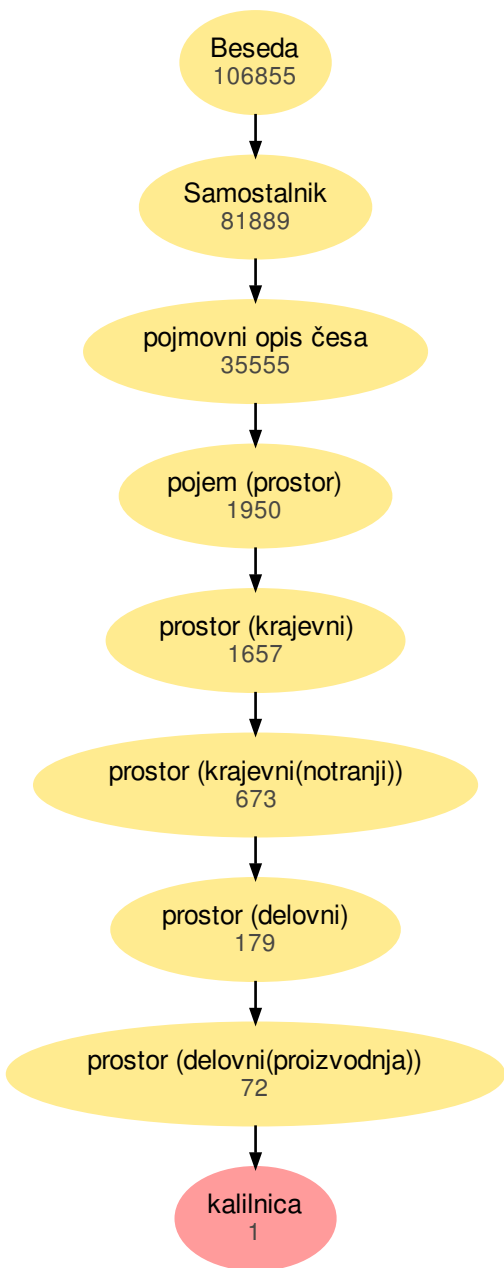 Beseda
106855
Samostalnik
81889
pojmovni opis česa
35555
pojem (prostor)
1950
prostor (krajevni)
1657
prostor (krajevni(notranji))
673
prostor (delovni)
179
prostor (delovni(proizvodnja))
72
kalilnica
1